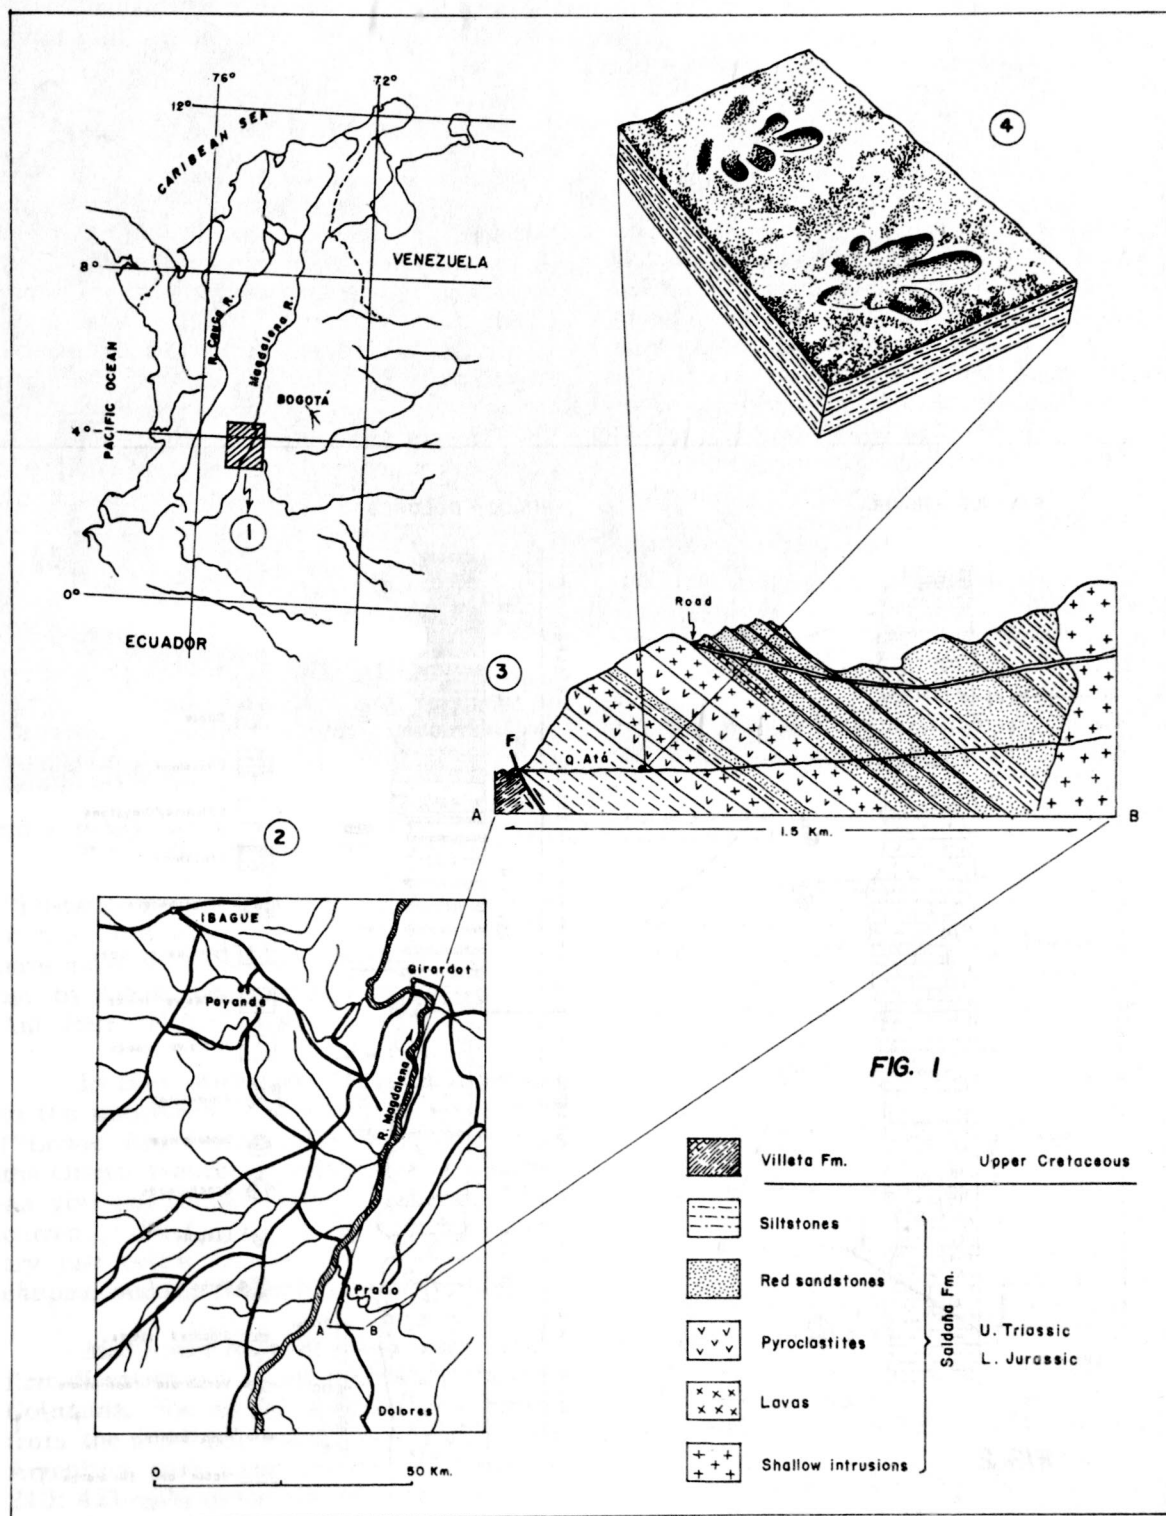 76°
72°
12°
CARIBEAN SEA
8°
VENEZUELA
R. Cauca R.
Magdalena R.
PACIFIC OCEAN
BOGOTÁ
4°
1
0°
ECUADOR
4
Road
3
F
Q. Atá
A
B
1.5 Km.
2
IBAGUE
Girardot
Payandé
R. Magdalena
Prado
A B
Dolores
0 50 Km.
FIG. 1
Villeta Fm. Upper Cretaceous
Siltstones
Red sandstones
Pyroclastites
Lavas
Shallow intrusions
Saldaña Fm.
U. Triassic
L. Jurassic